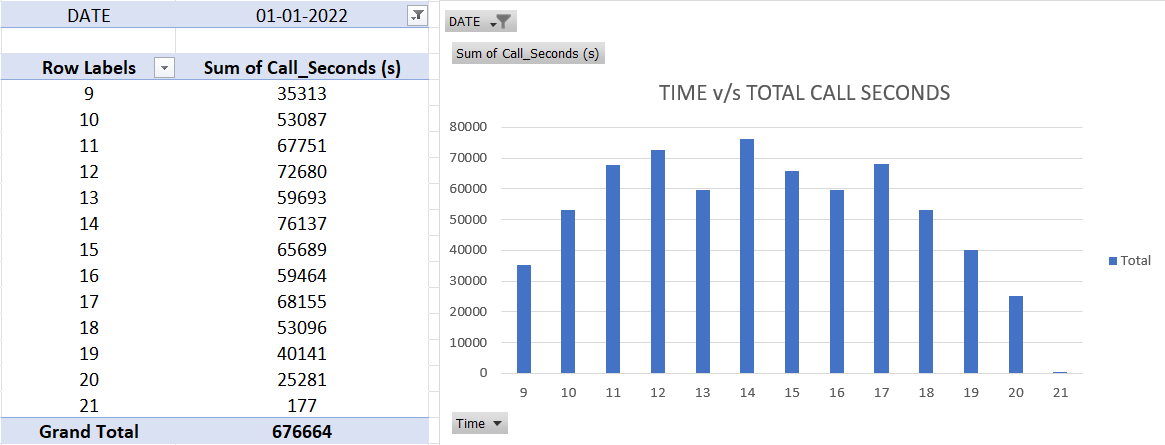 DATE 01-01-2022
Row Labels Sum of Call_Seconds (s)
9 35313
10 53087
11 67751
12 72680
13 59693
14 76137
15 65689
16 59464
17 68155
18 53096
19 40141
20 25281
21 177
Grand Total 676664
DATE
Sum of Call_Seconds (s)
TIME v/s TOTAL CALL SECONDS
80000
70000
60000
50000
40000
30000
20000
10000
0
9 10 11 12 13 14 15 16 17 18 19 20 21
Total
Time